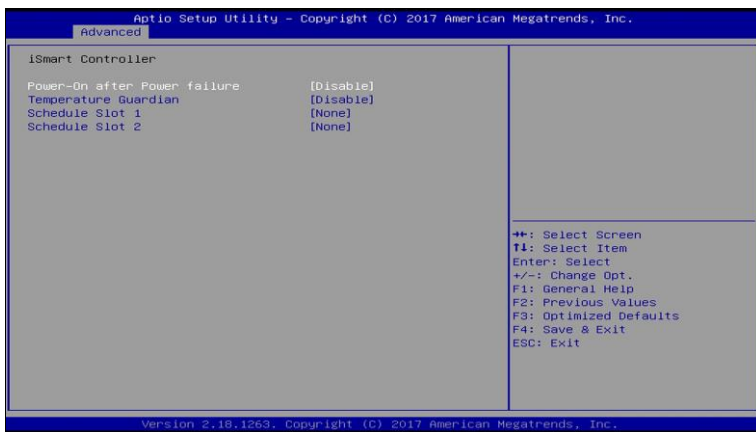 Aptio Setup Utility – Copyright (C) 2017 American Megatrends, Inc.
Advanced
iSmart Controller
Power-On after Power failure [Disable]
Temperature Guardian [Disable]
Schedule Slot 1 [None]
Schedule Slot 2 [None]
→←: Select Screen
↑↓: Select Item
Enter: Select
+/-: Change Opt.
F1: General Help
F2: Previous Values
F3: Optimized Defaults
F4: Save & Exit
ESC: Exit
Version 2.18.1263. Copyright (C) 2017 American Megatrends, Inc.